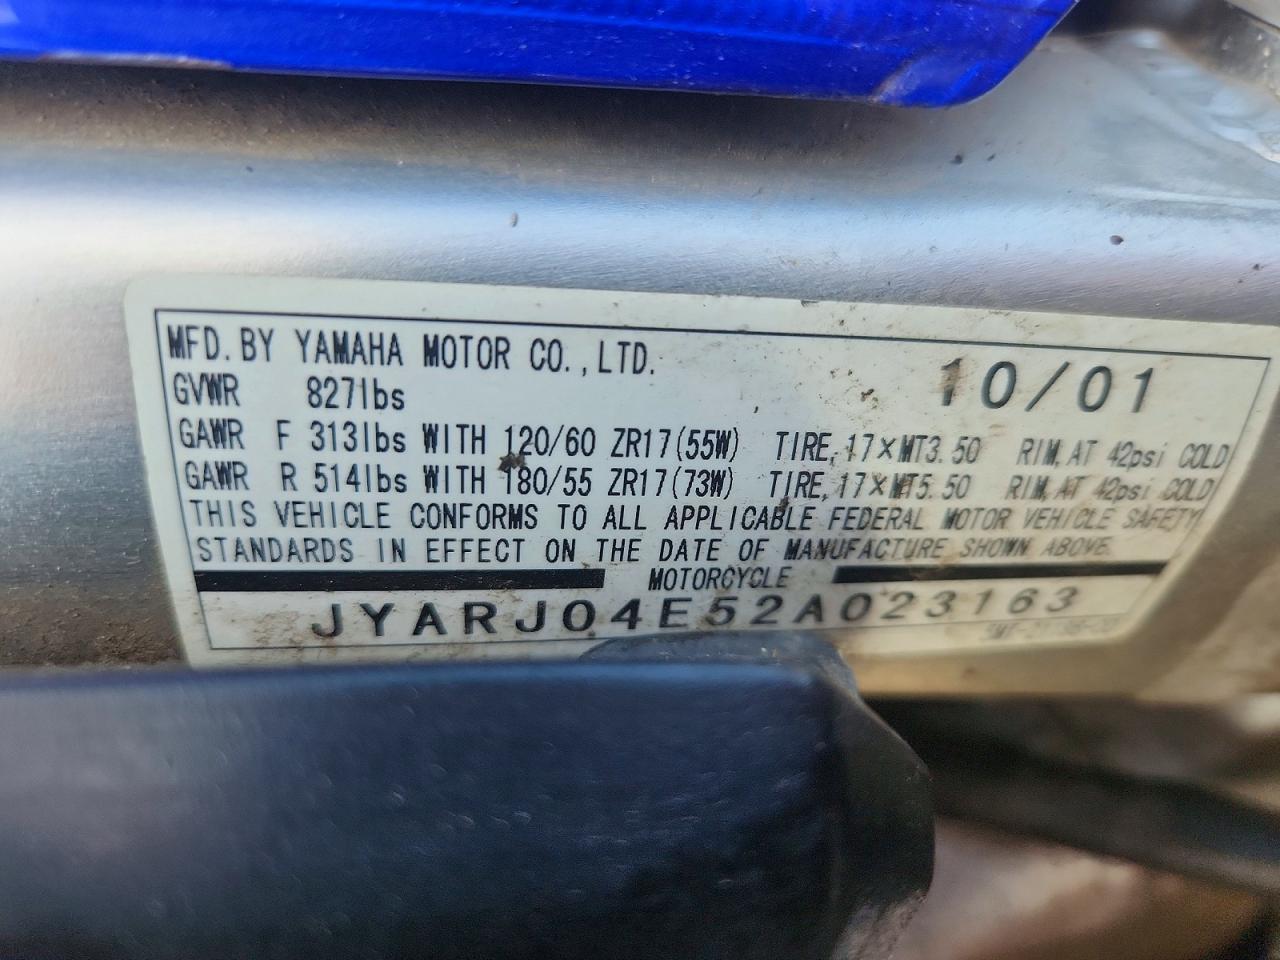 MFD. BY YAMAHA MOTOR CO., LTD. 10/01
GVWR 827lbs
GAWR F 313lbs WITH 120/60 ZR17(55W) TIRE, 17×MT3.50 RIM, AT 42psi COLD
GAWR R 514lbs WITH 180/55 ZR17(73W) TIRE, 17×MT5.50 RIM, AT 42psi COLD
THIS VEHICLE CONFORMS TO ALL APPLICABLE FEDERAL MOTOR VEHICLE SAFETY
STANDARDS IN EFFECT ON THE DATE OF MANUFACTURE SHOWN ABOVE.
MOTORCYCLE
JYARJ04E52A023163